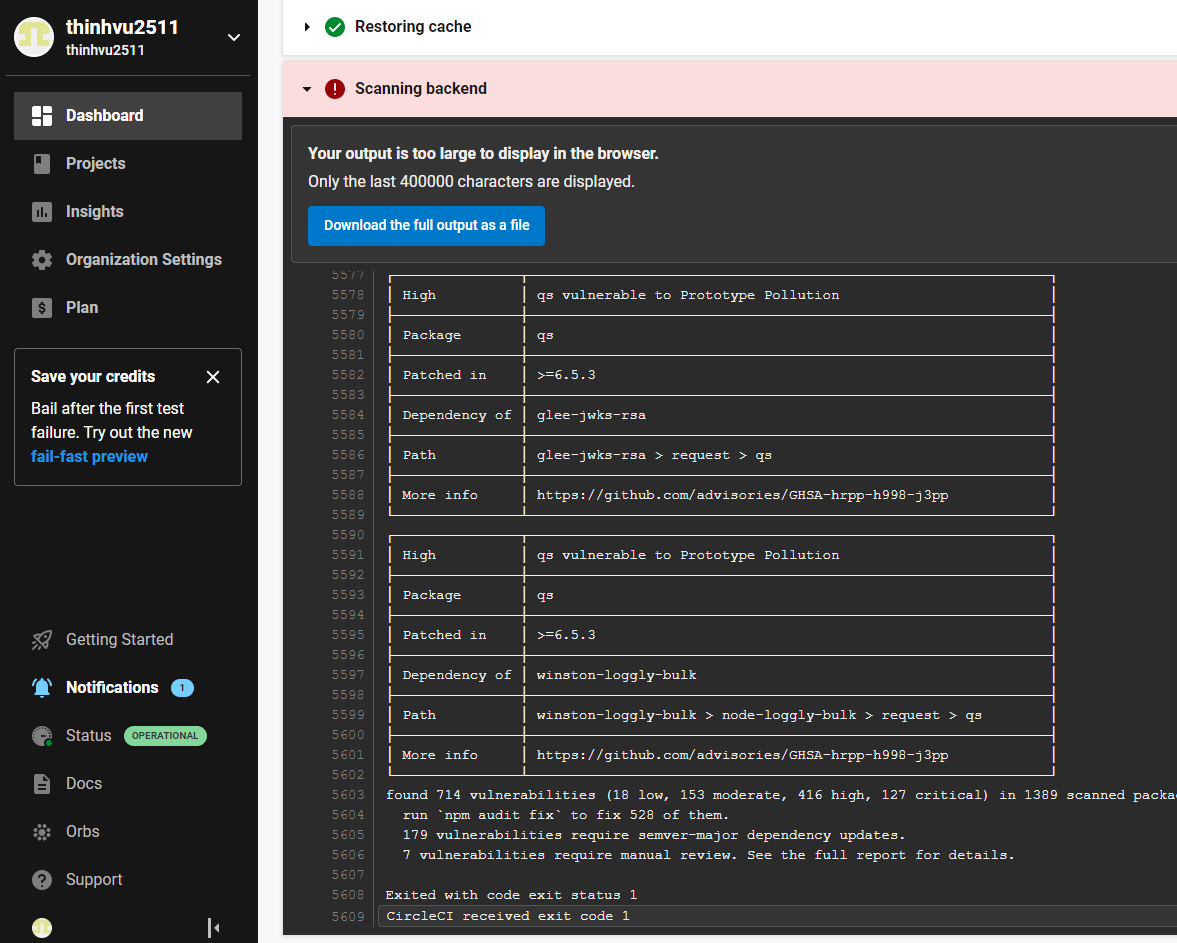 thinhvu2511
thinhvu2511
Dashboard
Projects
Insights
Organization Settings
Plan
Save your credits
Bail after the first test
failure. Try out the new
fail-fast preview
Getting Started
Notifications 1
Status OPERATIONAL
Docs
Orbs
Support
Restoring cache
Scanning backend
Your output is too large to display in the browser.
Only the last 400000 characters are displayed.
Download the full output as a file
5577
5578 High qs vulnerable to Prototype Pollution
5579
5580 Package qs
5581
5582 Patched in >=6.5.3
5583
5584 Dependency of glee-jwks-rsa
5585
5586 Path glee-jwks-rsa > request > qs
5587
5588 More info https://github.com/advisories/GHSA-hrpp-h998-j3pp
5589
5590
5591 High qs vulnerable to Prototype Pollution
5592
5593 Package qs
5594
5595 Patched in >=6.5.3
5596
5597 Dependency of winston-loggly-bulk
5598
5599 Path winston-loggly-bulk > node-loggly-bulk > request > qs
5600
5601 More info https://github.com/advisories/GHSA-hrpp-h998-j3pp
5602
5603 found 714 vulnerabilities (18 low, 153 moderate, 416 high, 127 critical) in 1389 scanned packa
5604 run `npm audit fix` to fix 528 of them.
5605 179 vulnerabilities require semver-major dependency updates.
5606 7 vulnerabilities require manual review. See the full report for details.
5607
5608 Exited with code exit status 1
5609 CircleCI received exit code 1